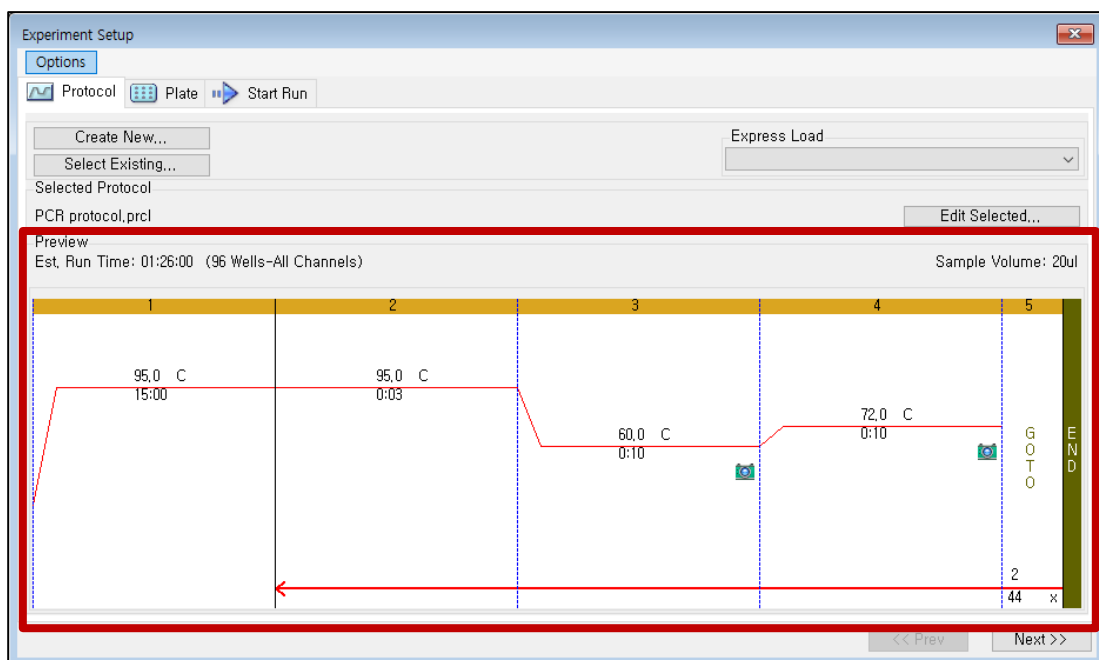 Experiment Setup
Options
Protocol Plate Start Run
Create New...
Select Existing...
Express Load
Selected Protocol
PCR protocol.prcl
Edit Selected...
Preview
Est. Run Time: 01:26:00 (96 Wells-All Channels)
Sample Volume: 20ul
1 2 3 4 5
95.0 C
15:00
95.0 C
0:03
60.0 C
0:10
72.0 C
0:10
GOTO
END
2
44 x
<< Prev
Next >>